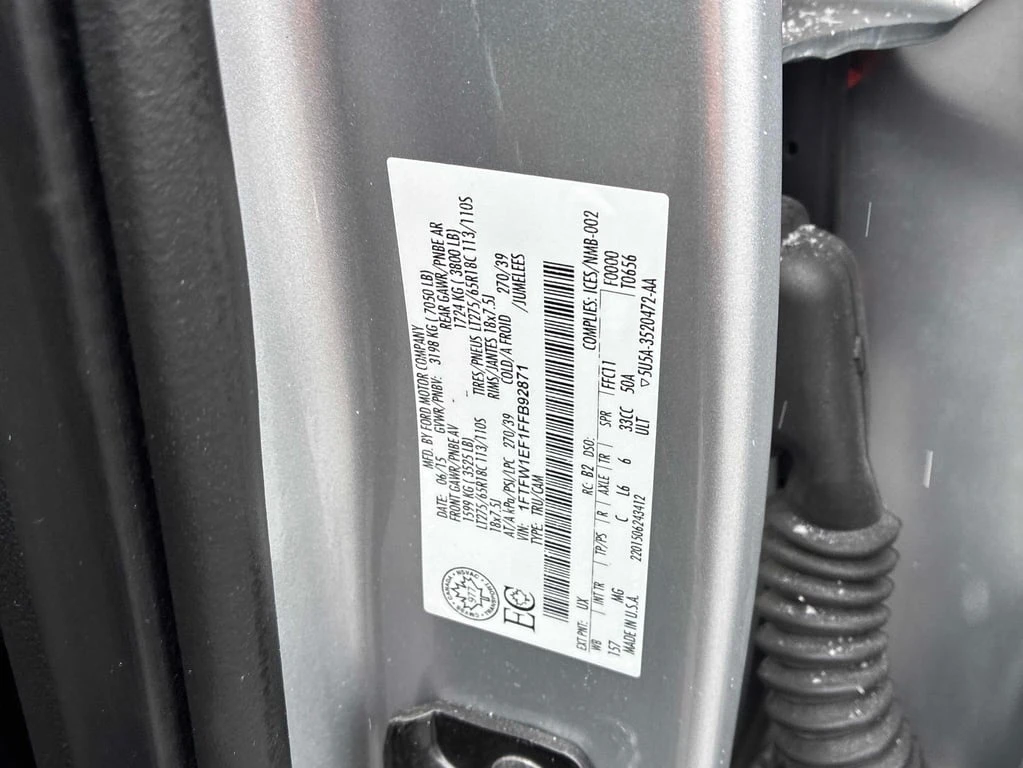 MFD. BY FORD MOTOR COMPANY
DATE: 06/15 GVWR/PNBV: 3198 KG ( 7050 LB)
FRONT GAWR/PNBE AV REAR GAWR/PNBE AR
1599 KG ( 3525 LB) 1724 KG ( 3800 LB)
LT275/65R18C 113/110S TIRES/PNEUS LT275/65R18C 113/110S
18x7.5J RIMS/JANTES 18x7.5J
AT/A kPa/PSI/LPC 270/39 COLD/A FROID 270/39
VIN: 1FTFW1EF1FFB92871 /JUMELEES
TYPE: TRU/CAM
EC
EXT PNT: UX RC: B2 DSO: COMPLIES: ICES/NMB-002
WB INT TR TP/PS R AXLE TR SPR FFC17 F0000
157 MG C L6 6 33CC 50A T0656
ULT
MADE IN U.S.A. 2201506243412 ▽5U5A-3520472-AA